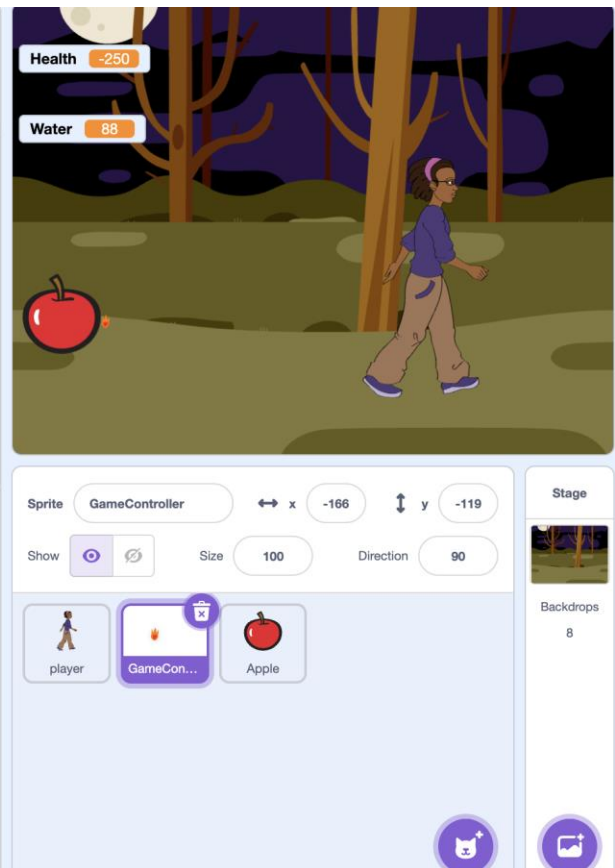 Health -250
Water 88
Sprite GameController x -166 y -119
Show Size 100 Direction 90
player GameCon... Apple
Stage
Backdrops
8